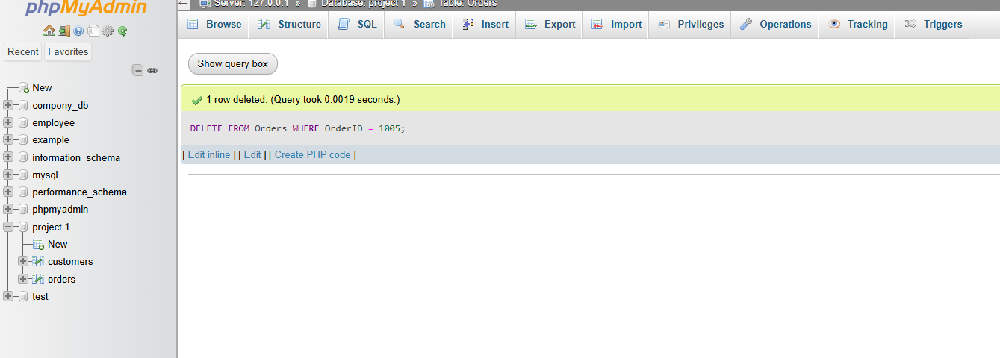 phpMyAdmin
Recent Favorites
New
compony_db
employee
example
information_schema
mysql
performance_schema
phpmyadmin
project 1
New
customers
orders
test
Server: 127.0.0.1 » Database: project 1 » Table: Orders
Browse Structure SQL Search Insert Export Import Privileges Operations Tracking Triggers
Show query box
1 row deleted. (Query took 0.0019 seconds.)
DELETE FROM Orders WHERE OrderID = 1005;
[ Edit inline ] [ Edit ] [ Create PHP code ]